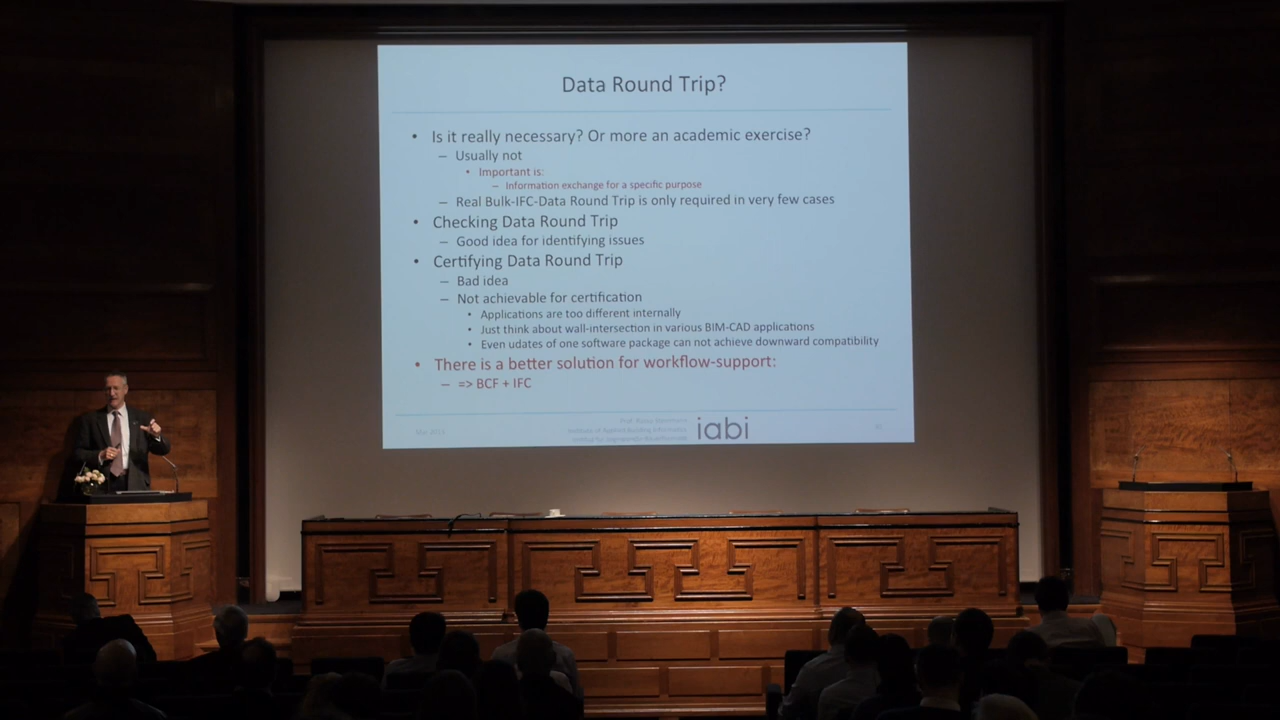 Data Round Trip?
• Is it really necessary? Or more an academic exercise?
– Usually not
• Important is:
– Information exchange for a specific purpose
– Real Bulk-IFC-Data Round Trip is only required in very few cases
• Checking Data Round Trip
– Good idea for identifying issues
• Certifying Data Round Trip
– Bad idea
– Not achievable for certification
• Applications are too different internally
• Just think about wall-intersection in various BIM-CAD applications
• Even udates of one software package can not achieve downward compatibility
• There is a better solution for workflow-support:
– => BCF + IFC
iabi